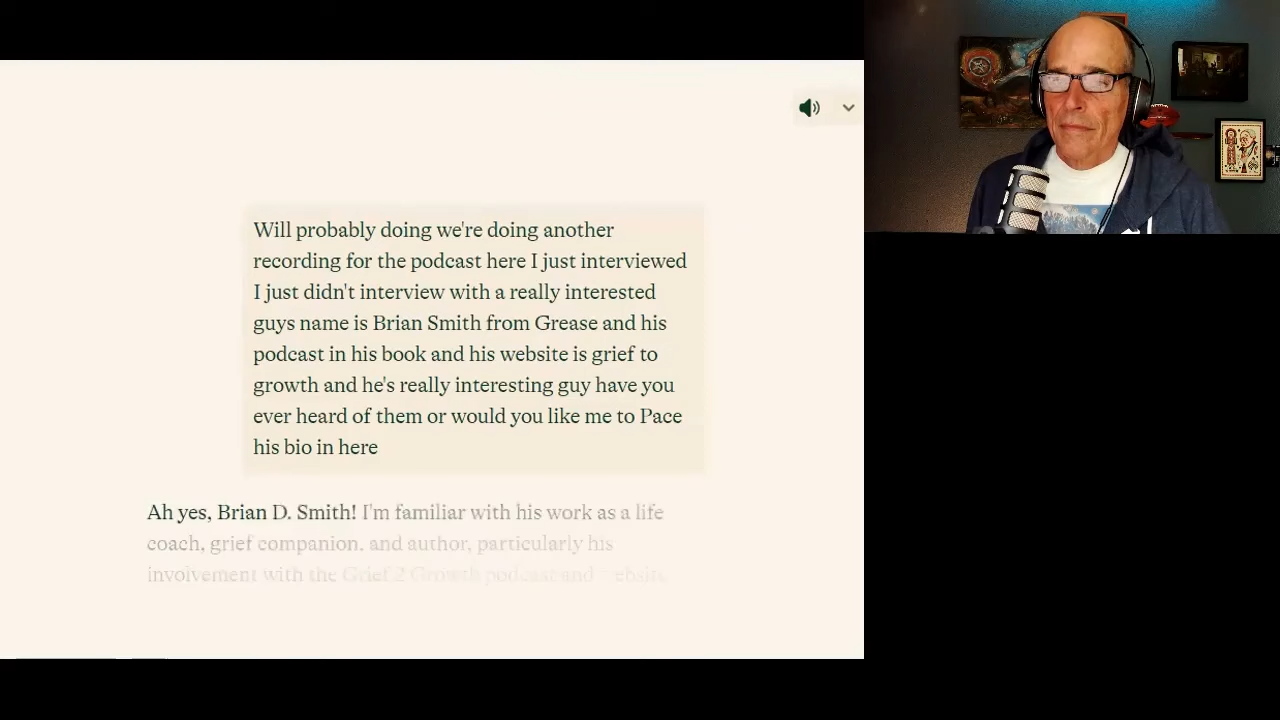 Will probably doing we're doing another
recording for the podcast here I just interviewed
I just didn't interview with a really interested
guys name is Brian Smith from Grease and his
podcast in his book and his website is grief to
growth and he's really interesting guy have you
ever heard of them or would you like me to Pace
his bio in here
Ah yes, Brian D. Smith! I'm familiar with his work as a life
coach, grief companion, and author, particularly his
involvement with the Grief 2 Growth podcast and website